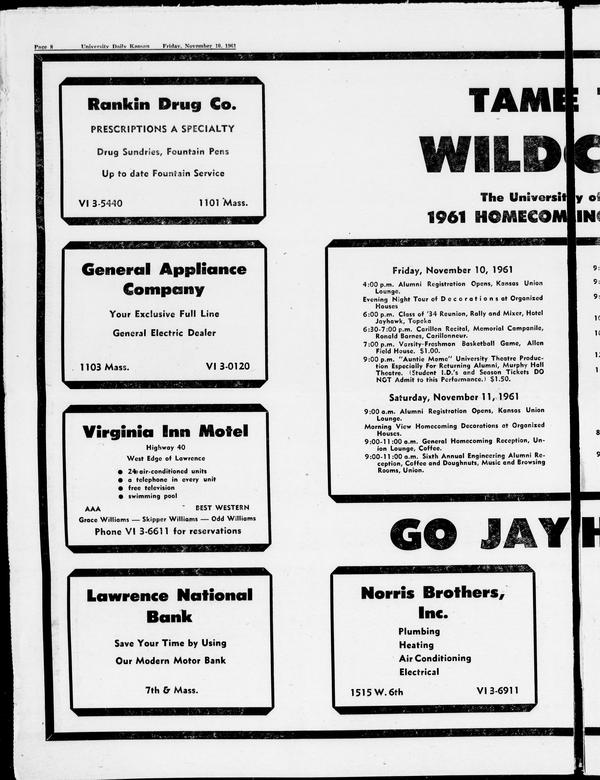 Page 8 University Daily Kansan Friday, November 10, 1961
Rankin Drug Co.
PRESCRIPTIONS A SPECIALTY
Drug Sundries, Fountain Pens
Up to date Fountain Service
VI 3-5440 1101 Mass.
General Appliance
Company
Your Exclusive Full Line
General Electric Dealer
1103 Mass. VI 3-0120
Virginia Inn Motel
Highway 40
West Edge of Lawrence
● 24 air-conditioned units
● a telephone in every unit
● free television
● swimming pool
AAA BEST WESTERN
Grace Williams — Skipper Williams — Odd Williams
Phone VI 3-6611 for reservations
Lawrence National
Bank
Save Your Time by Using
Our Modern Motor Bank
7th & Mass.
TAME
WILDC
The University of
1961 HOMECOMING
Friday, November 10, 1961
4:00 p.m. Alumni Registration Opens, Kansas Union
Lounge.
Evening Night Tour of Decorations at Organized
Houses
6:00 p.m. Class of '34 Reunion, Rally and Mixer, Hotel
Jayhawk, Topeka
6:30-7:00 p.m. Carillon Recital, Memorial Campanile,
Ronald Barnes, Carillonneur.
7:00 p.m. Varsity-Freshman Basketball Game, Allen
Field House. $1.00.
9:00 p.m. "Auntie Mame" University Theatre Produc-
tion Especially For Returning Alumni, Murphy Hall
Theatre. (Student I.D.'s and Season Tickets DO
NOT Admit to this Performance.) $1.50.
Saturday, November 11, 1961
9:00 a.m. Alumni Registration Opens, Kansas Union
Lounge.
Morning View Homecoming Decorations at Organized
Houses.
9:00-11:00 a.m. General Homecoming Reception, Un-
ion Lounge, Coffee.
9:00-11:00 a.m. Sixth Annual Engineering Alumni Re-
ception, Coffee and Doughnuts, Music and Browsing
Rooms, Union.
GO JAYH
Norris Brothers,
Inc.
Plumbing
Heating
Air Conditioning
Electrical
1515 W. 6th VI 3-6911